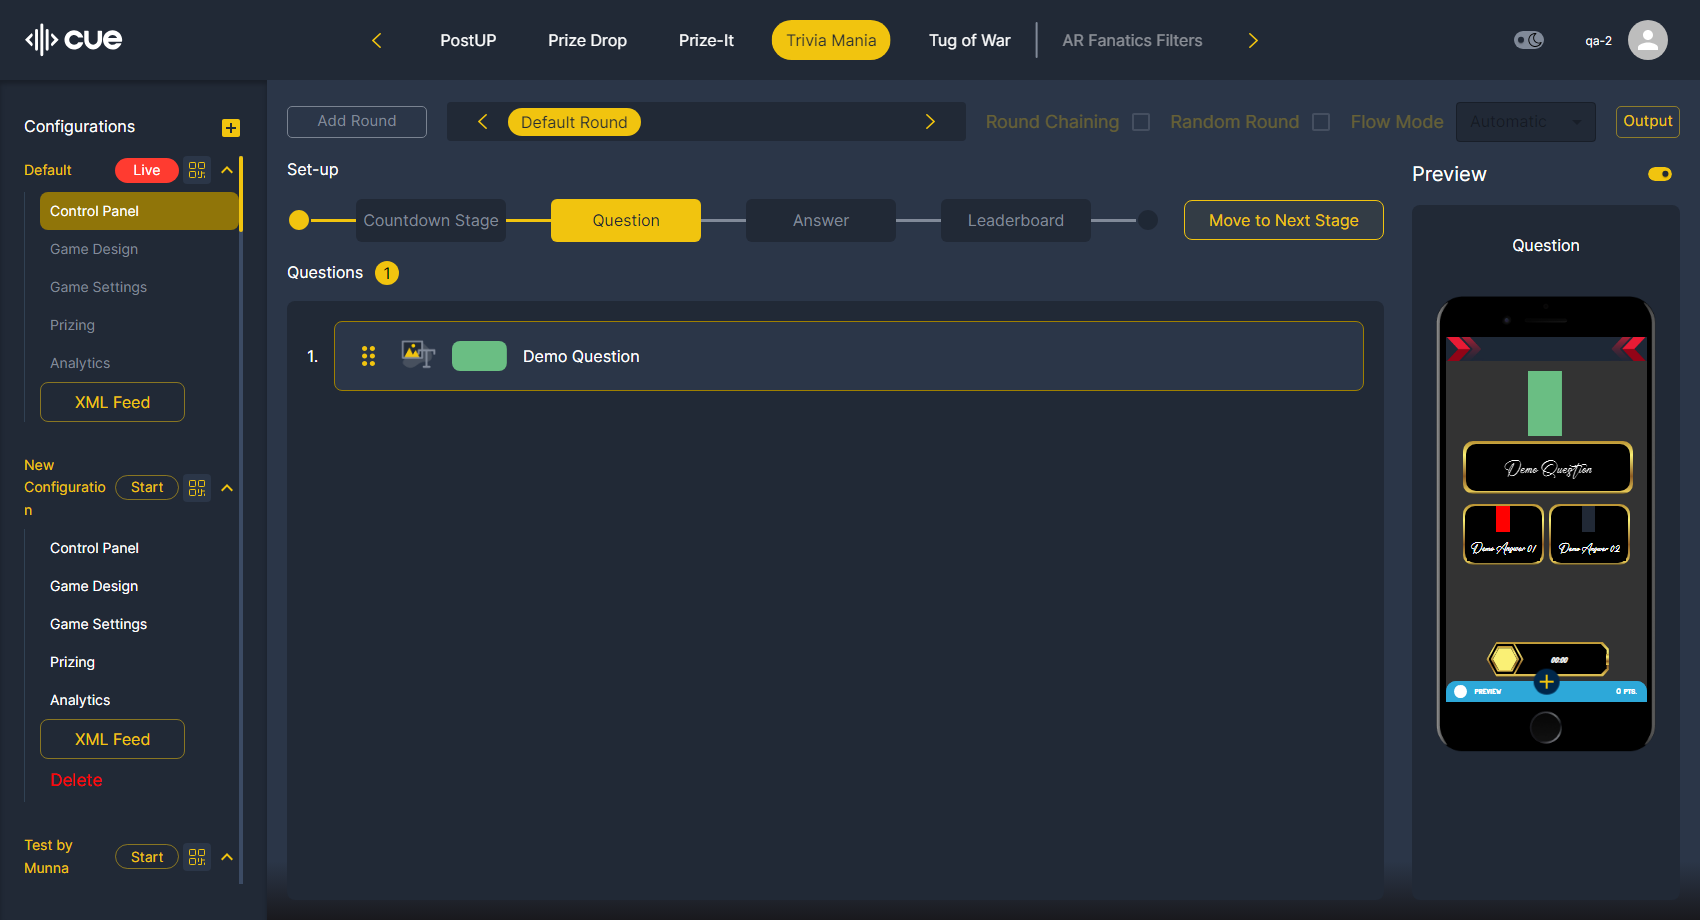 cue
PostUP
Prize Drop
Prize-It
Trivia Mania
Tug of War
AR Fanatics Filters
qa-2
Configurations
Default
Live
Control Panel
Game Design
Game Settings
Prizing
Analytics
XML Feed
New
Configuratio
n
Start
Control Panel
Game Design
Game Settings
Prizing
Analytics
XML Feed
Delete
Test by
Munna
Start
Add Round
Default Round
Round Chaining
Random Round
Flow Mode
Automatic
Output
Set-up
Countdown Stage
Question
Answer
Leaderboard
Move to Next Stage
Questions 1
1.
Demo Question
Preview
Question
Demo Question
Demo Answer 01
Demo Answer 02
00:00
PREVIEW
0 PTS.